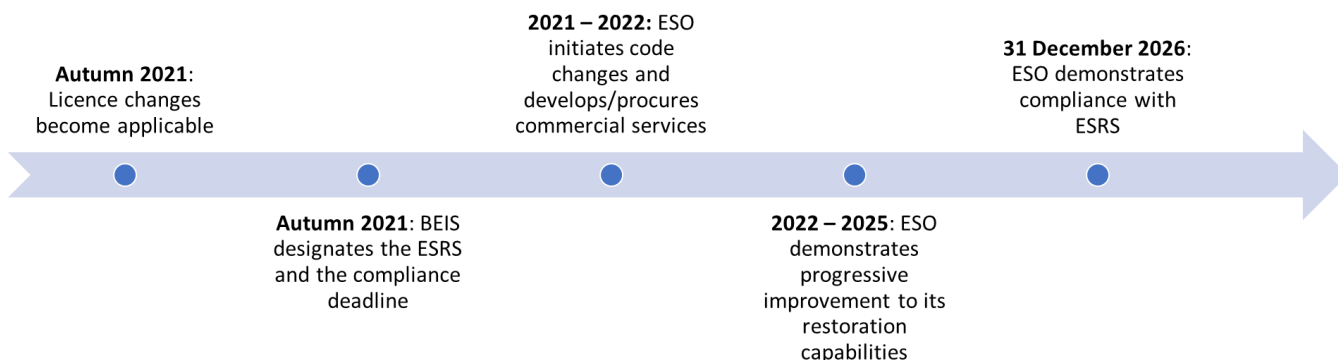 Autumn 2021:
Licence changes
become applicable
Autumn 2021: BEIS
designates the ESRS
and the compliance
deadline
2021 – 2022: ESO
initiates code
changes and
develops/procures
commercial services
2022 – 2025: ESO
demonstrates
progressive
improvement to its
restoration
capabilities
31 December 2026:
ESO demonstrates
compliance with
ESRS